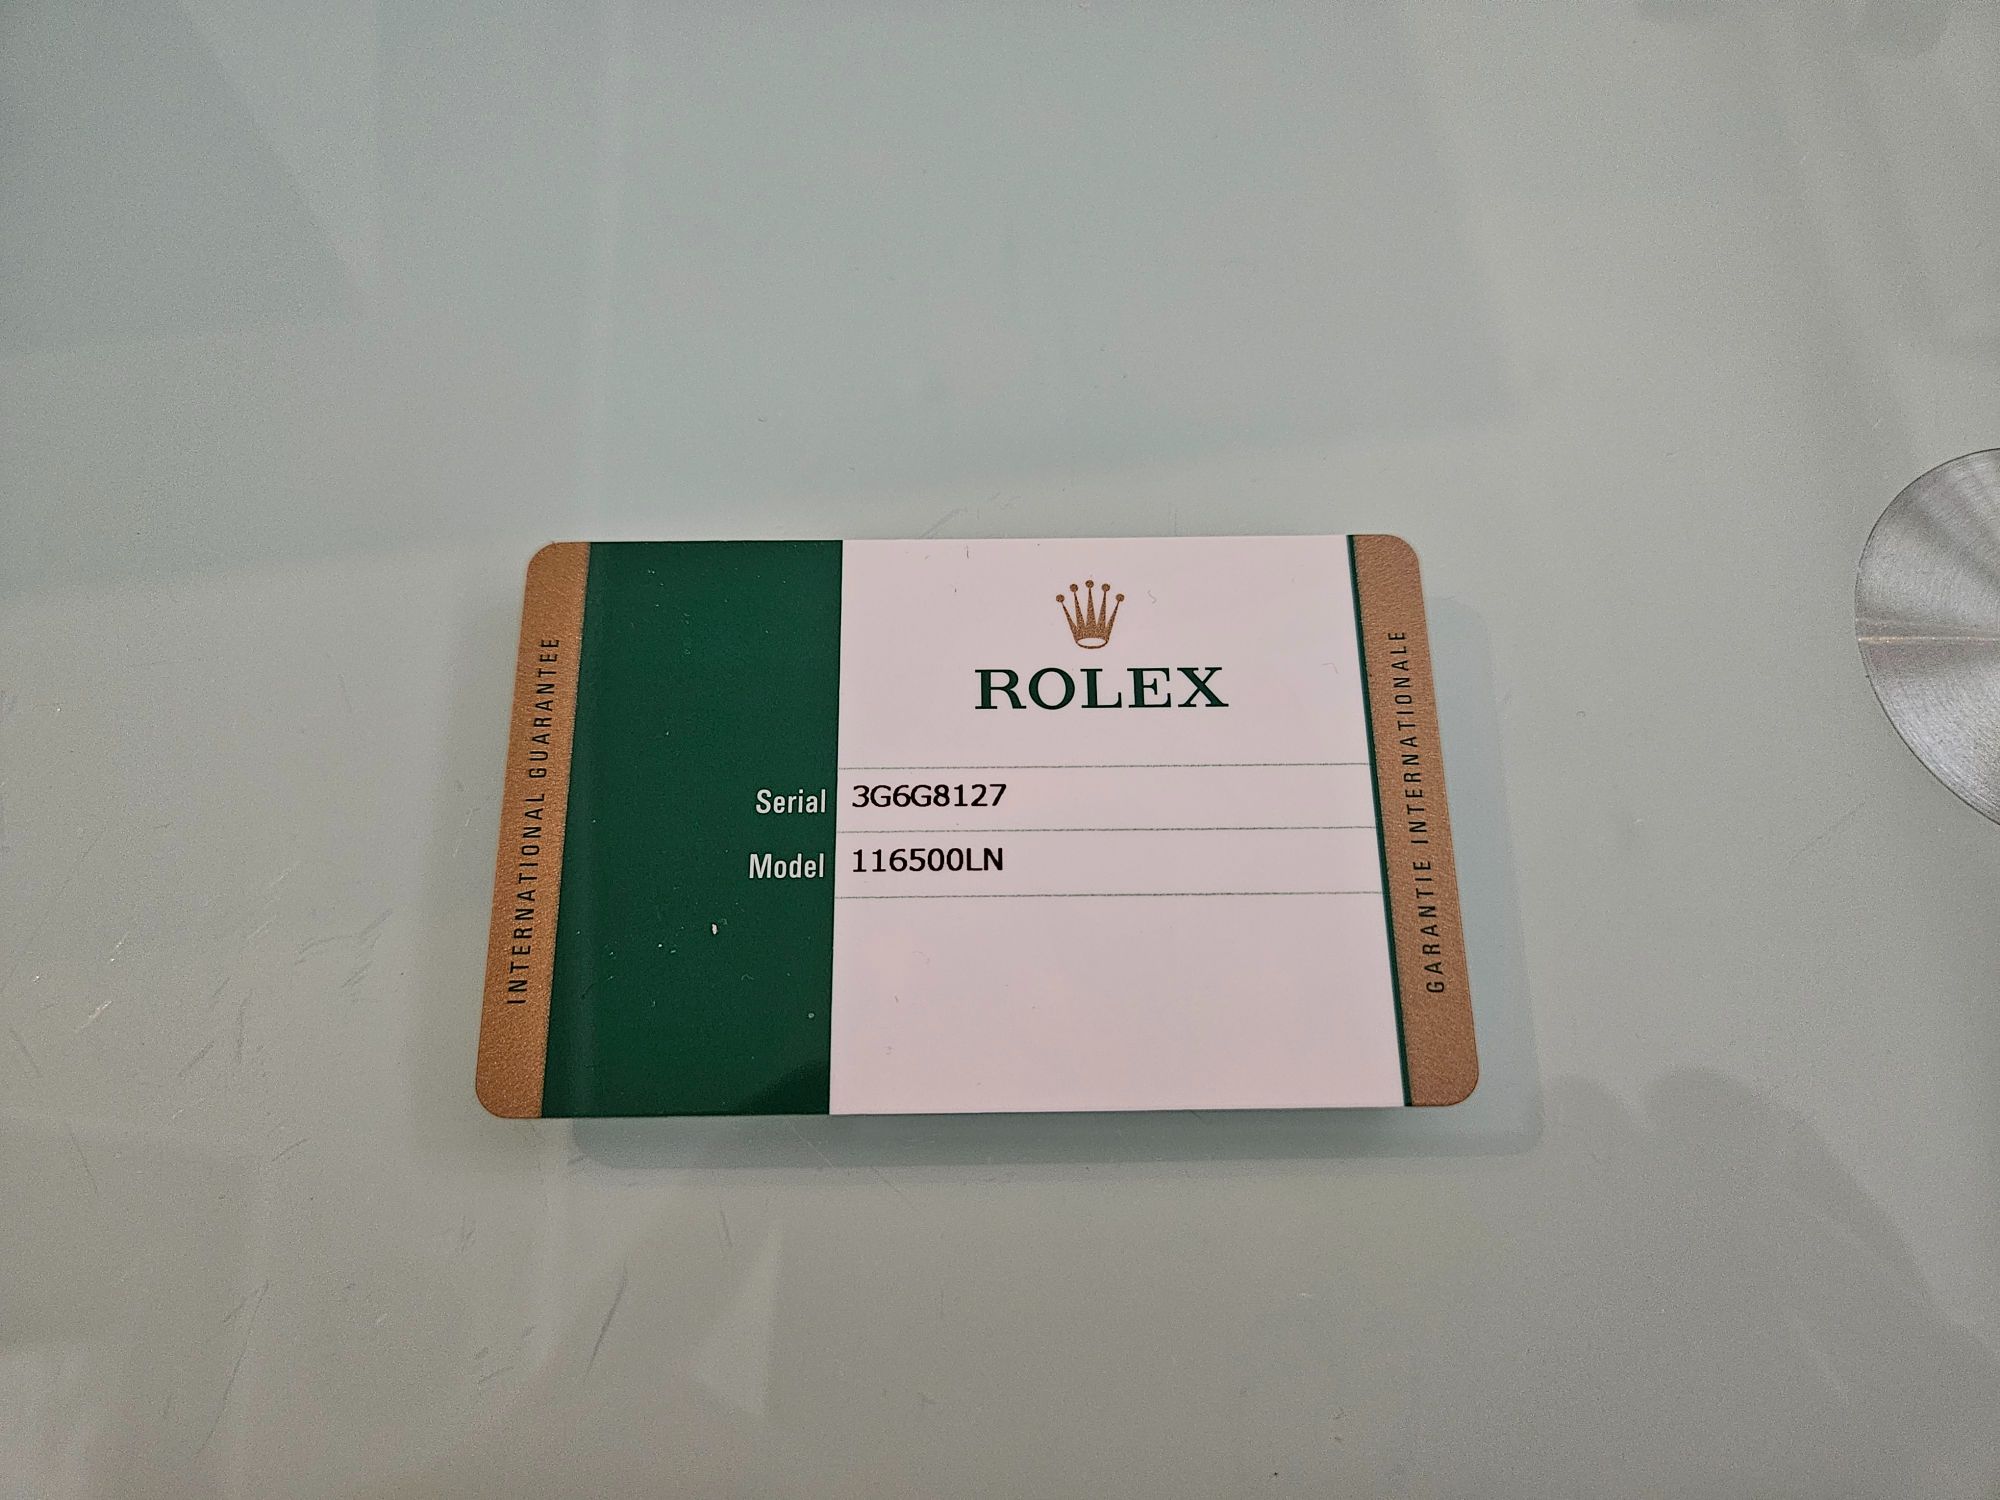 INTERNATIONAL GUARANTEE
ROLEX
Serial 3G6G8127
Model 116500LN
GARANTIE INTERNATIONALE